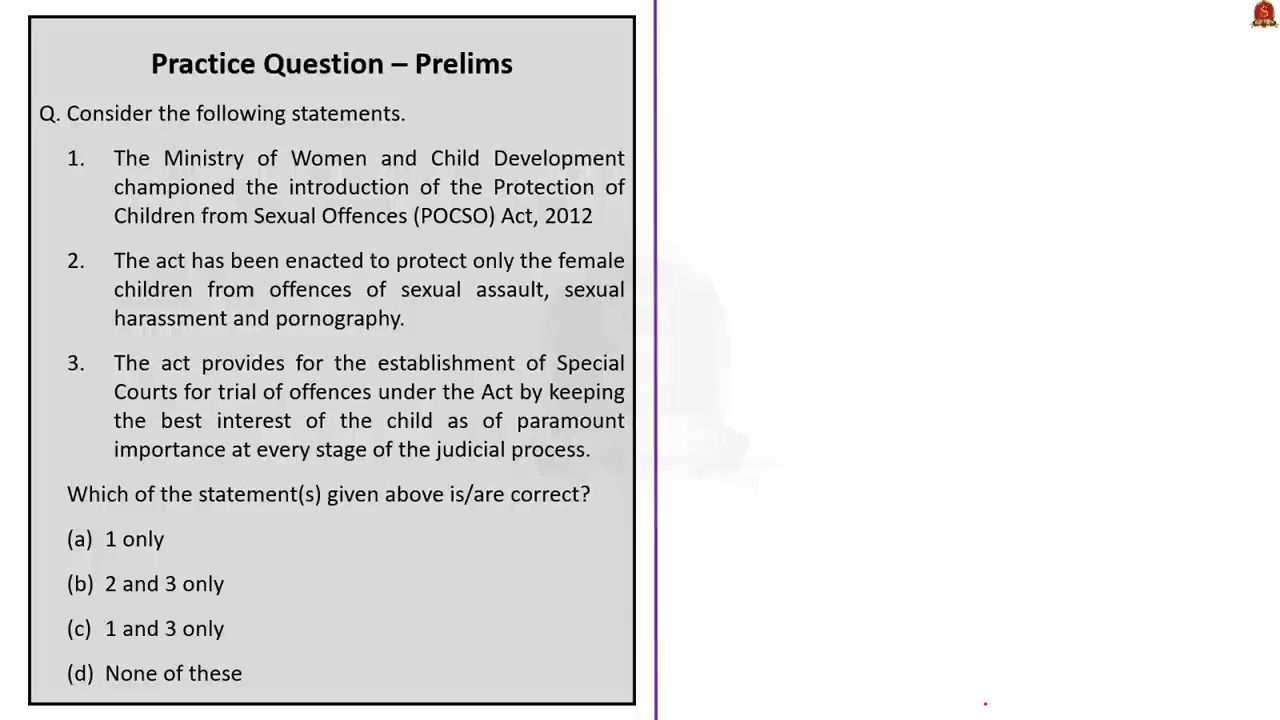 Practice Question – Prelims
Q. Consider the following statements.
1. The Ministry of Women and Child Development
championed the introduction of the Protection of
Children from Sexual Offences (POCSO) Act, 2012
2. The act has been enacted to protect only the female
children from offences of sexual assault, sexual
harassment and pornography.
3. The act provides for the establishment of Special
Courts for trial of offences under the Act by keeping
the best interest of the child as of paramount
importance at every stage of the judicial process.
Which of the statement(s) given above is/are correct?
(a) 1 only
(b) 2 and 3 only
(c) 1 and 3 only
(d) None of these